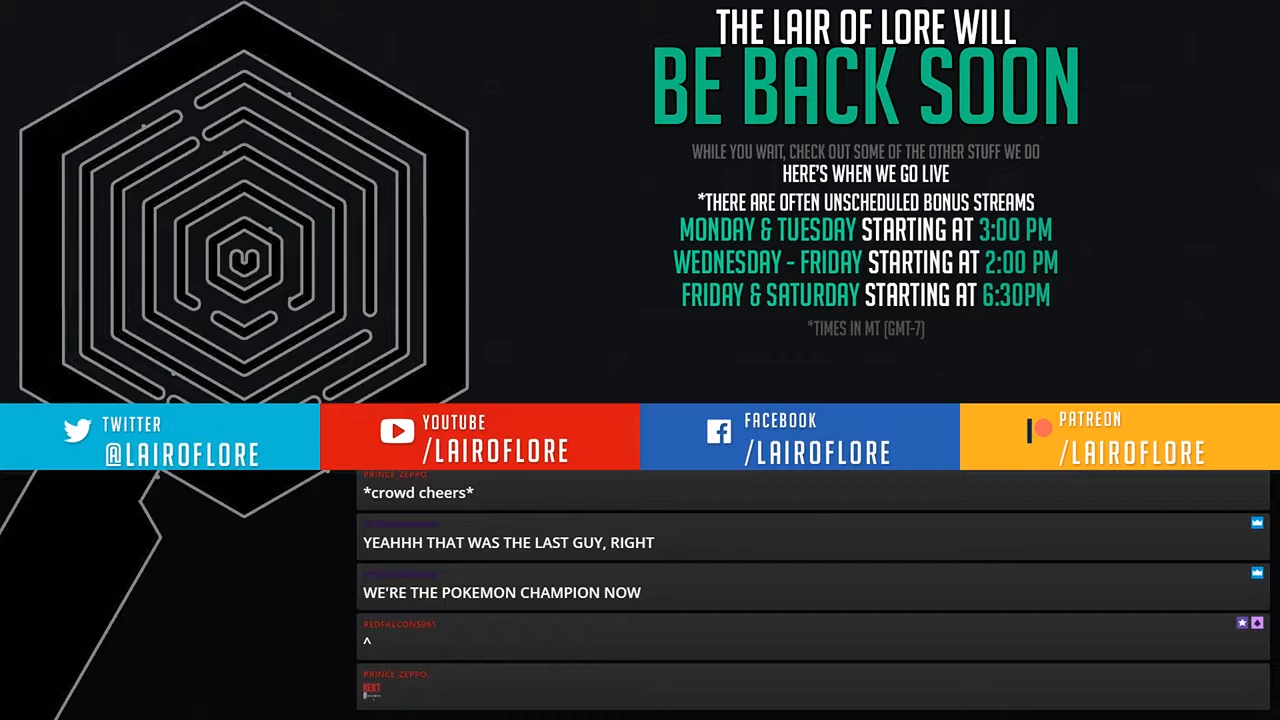 THE LAIR OF LORE WILL
BE BACK SOON
WHILE YOU WAIT, CHECK OUT SOME OF THE OTHER STUFF WE DO
HERE'S WHEN WE GO LIVE
*THERE ARE OFTEN UNSCHEDULED BONUS STREAMS
MONDAY & TUESDAY STARTING AT 3:00 PM
WEDNESDAY - FRIDAY STARTING AT 2:00 PM
FRIDAY & SATURDAY STARTING AT 6:30PM
*TIMES IN MT (GMT-7)
TWITTER
@LAIROFLORE
YOUTUBE
/LAIROFLORE
FACEBOOK
/LAIROFLORE
PATREON
/LAIROFLORE
PRINCE_ZEPPO
*crowd cheers*
YEAHHH THAT WAS THE LAST GUY, RIGHT
WE'RE THE POKEMON CHAMPION NOW
REDFALCON5961
^
PRINCE_ZEPPO